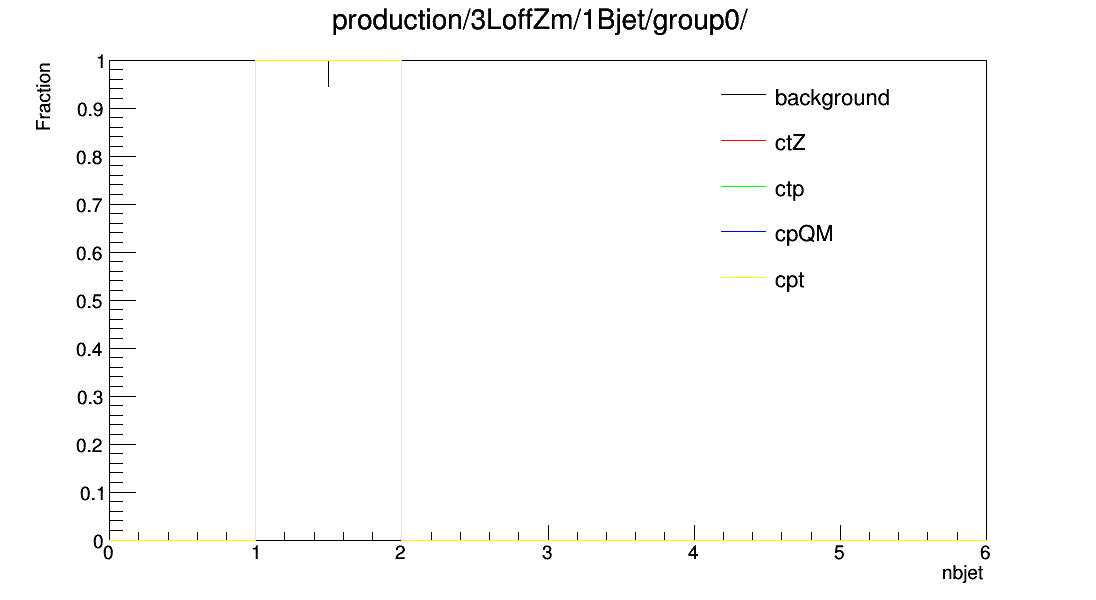 production/3LoffZm/1Bjet/group0/
Fraction
1
0.9
0.8
0.7
0.6
0.5
0.4
0.3
0.2
0.1
0
background
ctZ
ctp
cpQM
cpt
0 1 2 3 4 5 6
nbjet